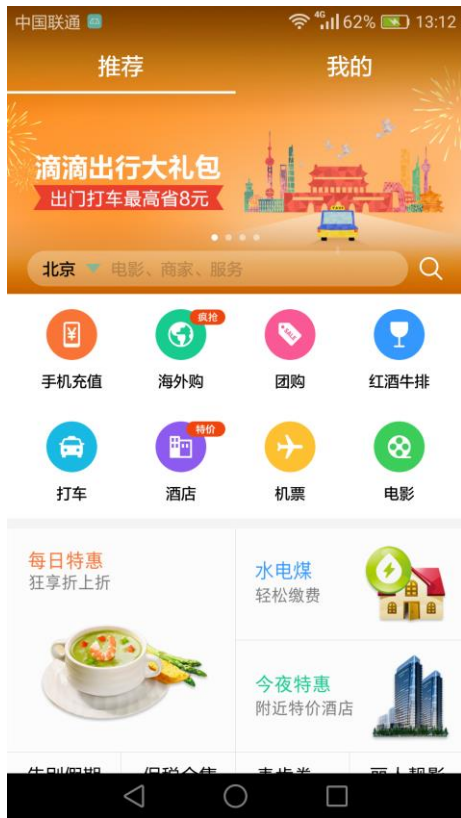 中国联通 4G 62% 13:12
推荐 我的
滴滴出行大礼包
出门打车最高省8元
TAXI
北京 电影、商家、服务
疯抢
SALE
手机充值 海外购 团购 红酒牛排
特价
打车 酒店 机票 电影
每日特惠
狂享折上折
水电煤
轻松缴费
今夜特惠
附近特价酒店